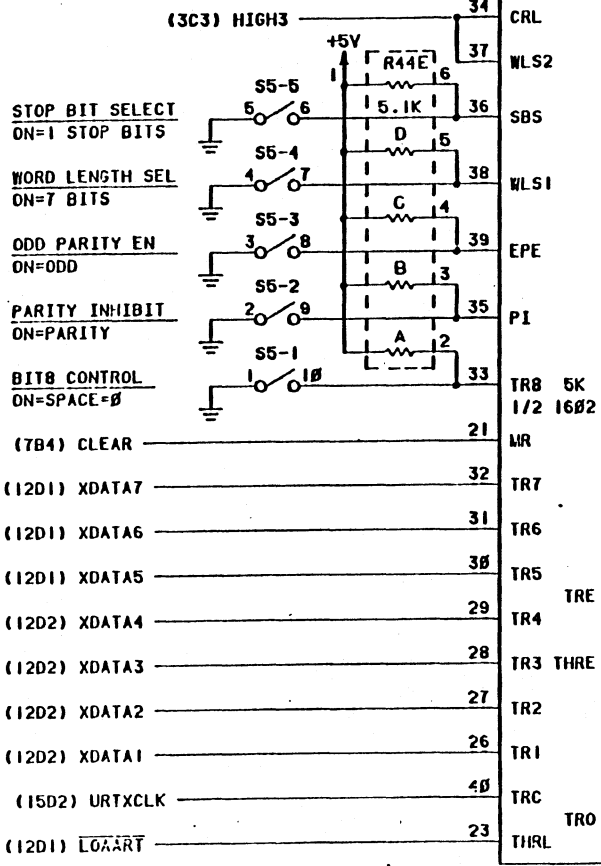 34
(3C3) HIGH3 CRL
+5V
37
1 R44E 6 WLS2
S5-5
STOP BIT SELECT 5 6 5.1K 36 SBS
ON=1 STOP BITS
D 5
S5-4
WORD LENGTH SEL 4 7 38 WLS1
ON=7 BITS
C 4
S5-3
ODD PARITY EN 3 8 39 EPE
ON=ODD
B 3
S5-2
PARITY INHIBIT 2 9 35 PI
ON=PARITY
A 2
S5-1
BIT8 CONTROL 1 10 33 TR8 5K
ON=SPACE=0 1/2 1602
(7B4) CLEAR 21 MR
(12D1) XDATA7 32 TR7
(12D1) XDATA6 31 TR6
(12D1) XDATA5 30 TR5
TRE
(12D2) XDATA4 29 TR4
(12D2) XDATA3 28 TR3 THRE
(12D2) XDATA2 27 TR2
(12D2) XDATA1 26 TR1
(15D2) URTXCLK 40 TRC
TRO
(12D1) LOAART 23 THRL